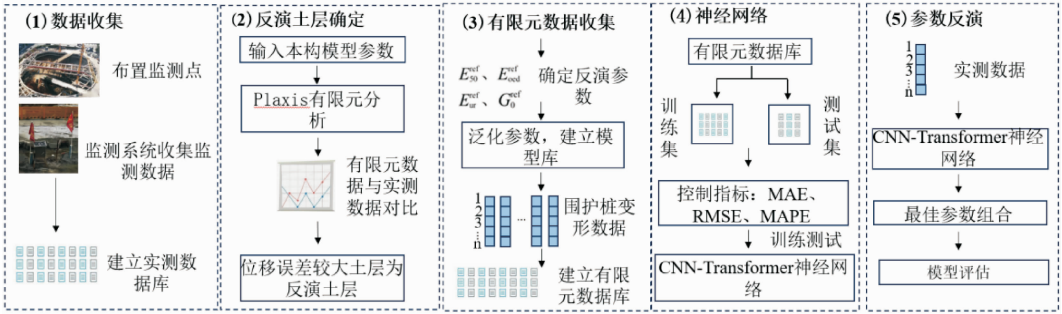 (1) 数据收集
布置监测点
监测系统收集监
测数据
建立实测数
据库
(2) 反演土层确定
输入本构模型参数
Plaxis有限元分
析
有限元数
据与实测
数据对比
位移误差较大土层为
反演土层
(3) 有限元数据收集
E50ref、Eoedref
Eurref、G0ref
确定反演参
数
泛化参数，建立模
型库
1
2
3
⋮
n
...
围护桩变
形数据
建立有限
元数据库
(4) 神经网络
有限元数据库
训
练
集
测
试
集
控制指标：MAE、
RMSE、MAPE
训练测试
CNN-Transformer神经网
络
(5) 参数反演
1
2
3
⋮
n
实测数据
CNN-Transformer神经
网络
最佳参数组合
模型评估